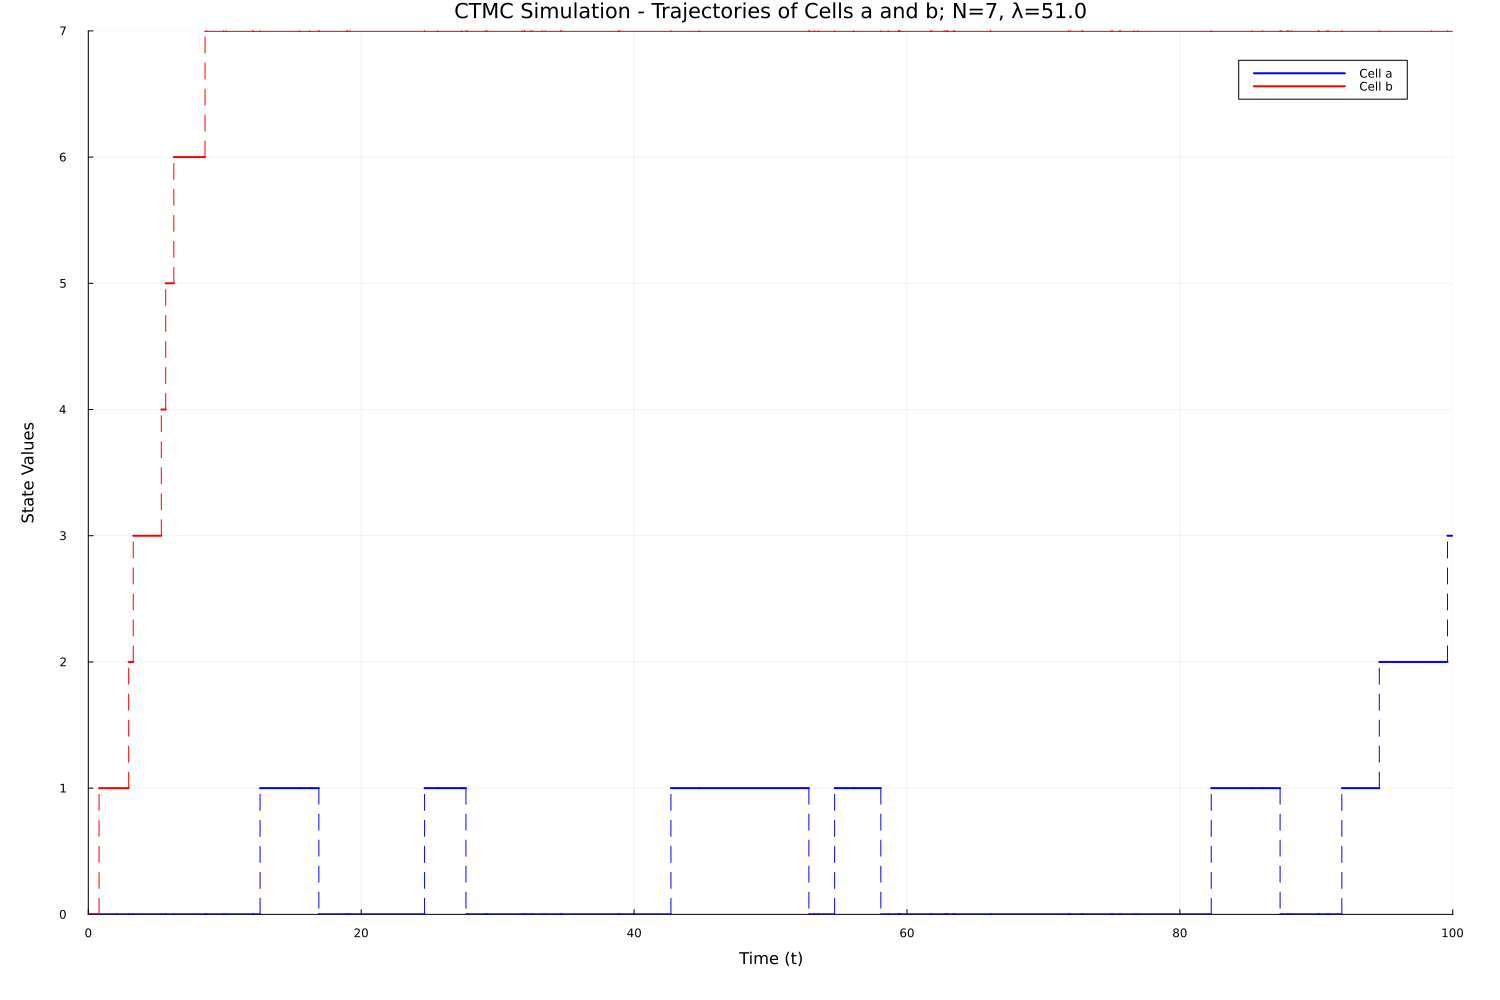 CTMC Simulation - Trajectories of Cells a and b; N=7, λ=51.0
7
Cell a
Cell b
6
5
4
State Values
3
2
1
0
0 20 40 60 80 100
Time (t)